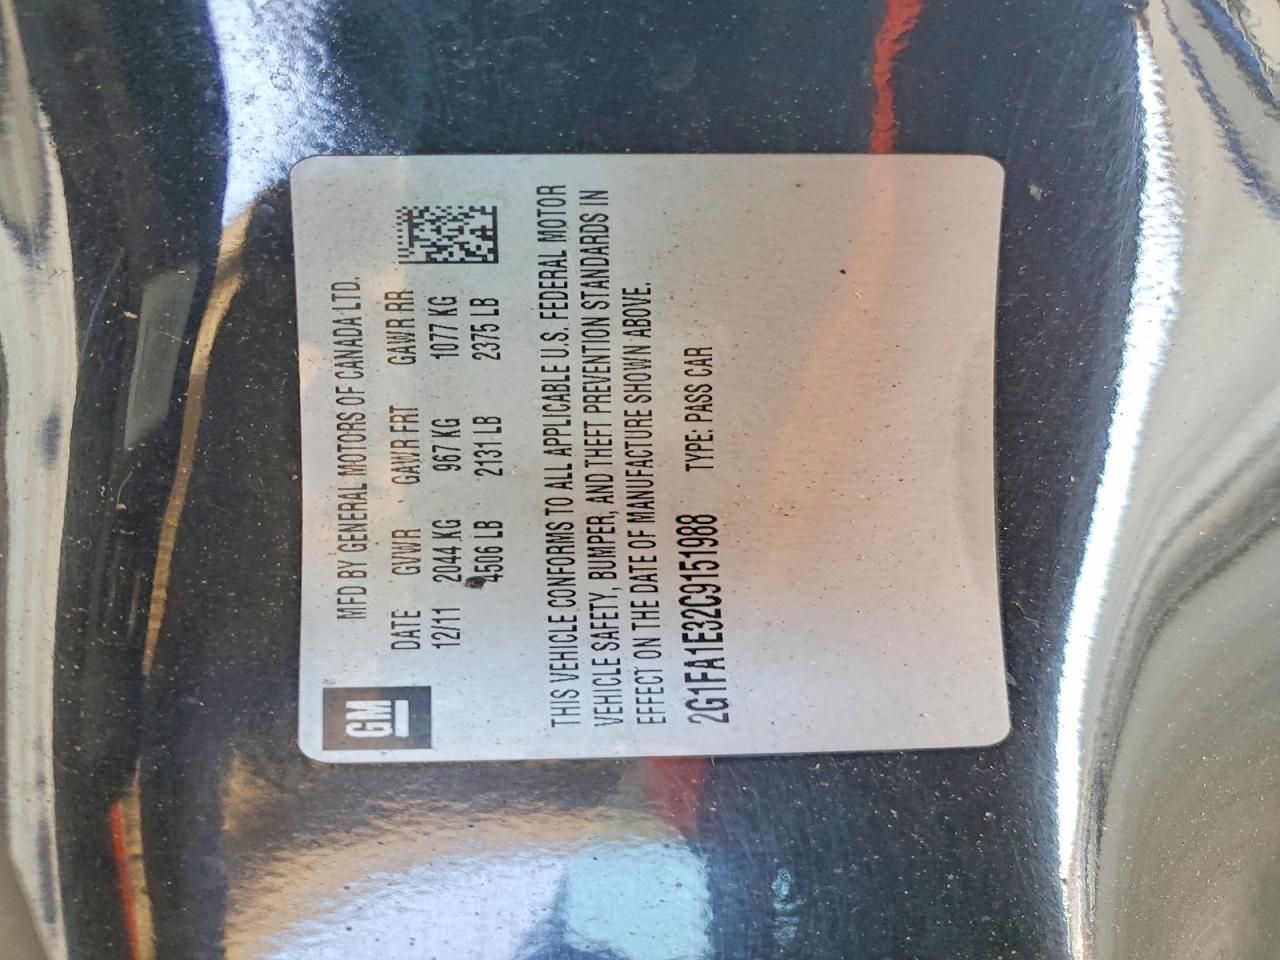 GM
MFD BY GENERAL MOTORS OF CANADA LTD.
DATE GVWR GAWR FRT GAWR RR
12/11 2044 KG 967 KG 1077 KG
4506 LB 2131 LB 2375 LB
THIS VEHICLE CONFORMS TO ALL APPLICABLE U.S. FEDERAL MOTOR
VEHICLE SAFETY, BUMPER, AND THEFT PREVENTION STANDARDS IN
EFFECT ON THE DATE OF MANUFACTURE SHOWN ABOVE.
2G1FA1E32C9151988 TYPE: PASS CAR